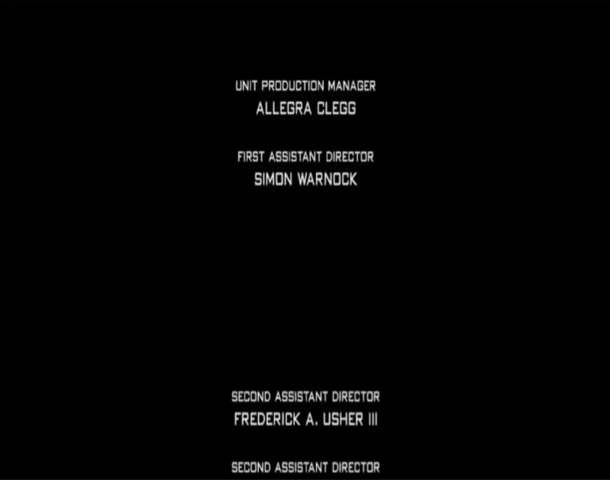 UNIT PRODUCTION MANAGER
ALLEGRA CLEGG
FIRST ASSISTANT DIRECTOR
SIMON WARNOCK
SECOND ASSISTANT DIRECTOR
FREDERICK A. USHER III
SECOND ASSISTANT DIRECTOR